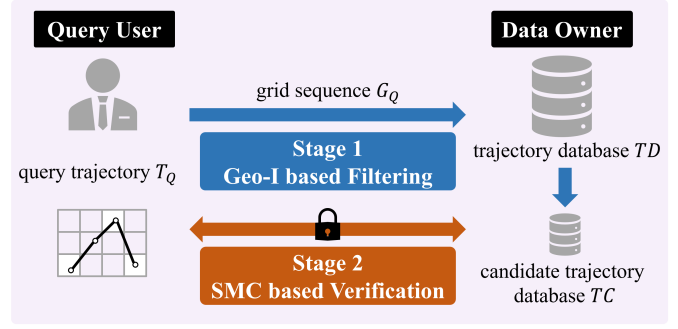 Query User
Data Owner
grid sequence G_Q
Stage 1
Geo-I based Filtering
query trajectory T_Q
trajectory database TD
Stage 2
SMC based Verification
candidate trajectory
database TC